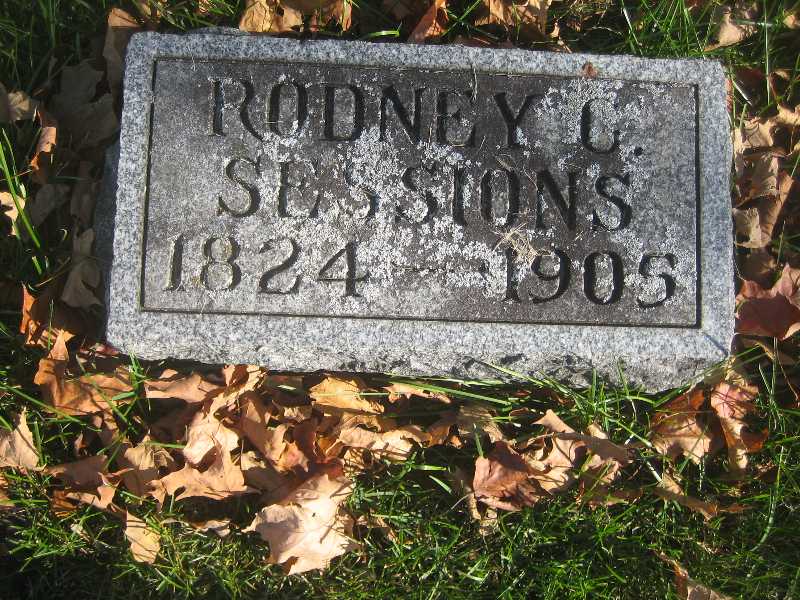 RODNEY C.
SESSIONS
1824 — 1905